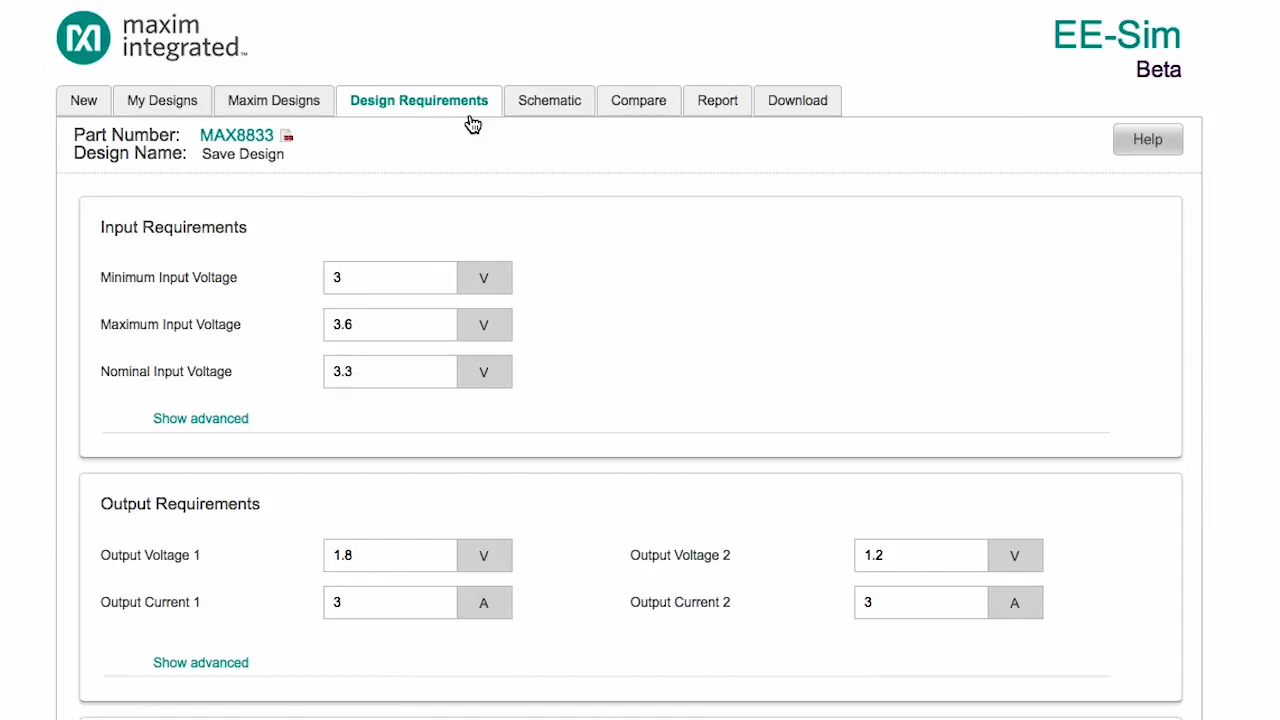 maxim
integrated™
EE-Sim
Beta
New My Designs Maxim Designs Design Requirements Schematic Compare Report Download
Part Number: MAX8833
Design Name: Save Design
Help
Input Requirements
Minimum Input Voltage 3 V
Maximum Input Voltage 3.6 V
Nominal Input Voltage 3.3 V
Show advanced
Output Requirements
Output Voltage 1 1.8 V Output Voltage 2 1.2 V
Output Current 1 3 A Output Current 2 3 A
Show advanced